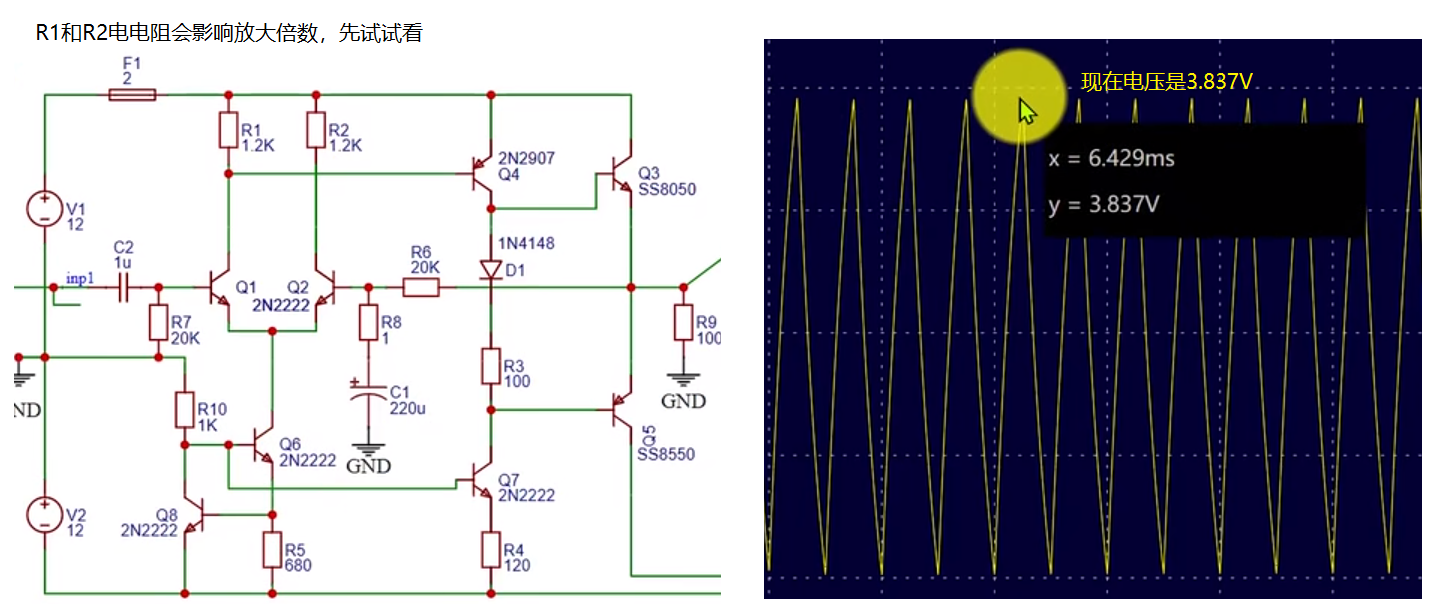 R1和R2电电阻会影响放大倍数，先试试看
F1
2
R1
1.2K
R2
1.2K
2N2907
Q4
Q3
SS8050
V1
12
C2
1u
inp1
Q1
Q2
2N2222
R6
20K
1N4148
D1
R7
20K
R8
1
R9
100
R3
100
C1
220u
GND
ND
R10
1K
GND
Q6
2N2222
Q5
SS8550
Q7
2N2222
V2
12
Q8
2N2222
R5
680
R4
120
现在电压是3.837V
x = 6.429ms
y = 3.837V